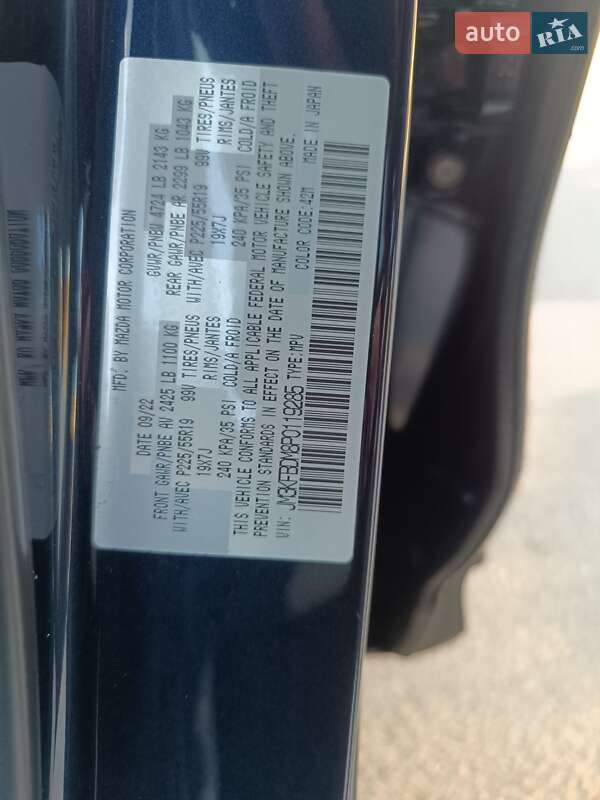 auto RIA .com
MFD. BY MAZDA MOTOR CORPORATION
DATE 09/22 GVWR/PNBV 4724 LB 2143 KG
FRONT GAWR/PNBE AV 2425 LB 1100 KG REAR GAWR/PNBE AR 2299 LB 1043 KG
WITH/AVEC P225/55R19 99V TIRES/PNEUS WITH/AVEC P225/55R19 99V TIRES/PNEUS
19X7J RIMS/JANTES 19X7J RIMS/JANTES
240 KPA/35 PSI COLD/A FROID 240 KPA/35 PSI COLD/A FROID
THIS VEHICLE CONFORMS TO ALL APPLICABLE FEDERAL MOTOR VEHICLE SAFETY AND THEFT
PREVENTION STANDARDS IN EFFECT ON THE DATE OF MANUFACTURE SHOWN ABOVE.
VIN: JM3KFBDM8P0119285 TYPE:MPV COLOR CODE:42M MADE IN JAPAN